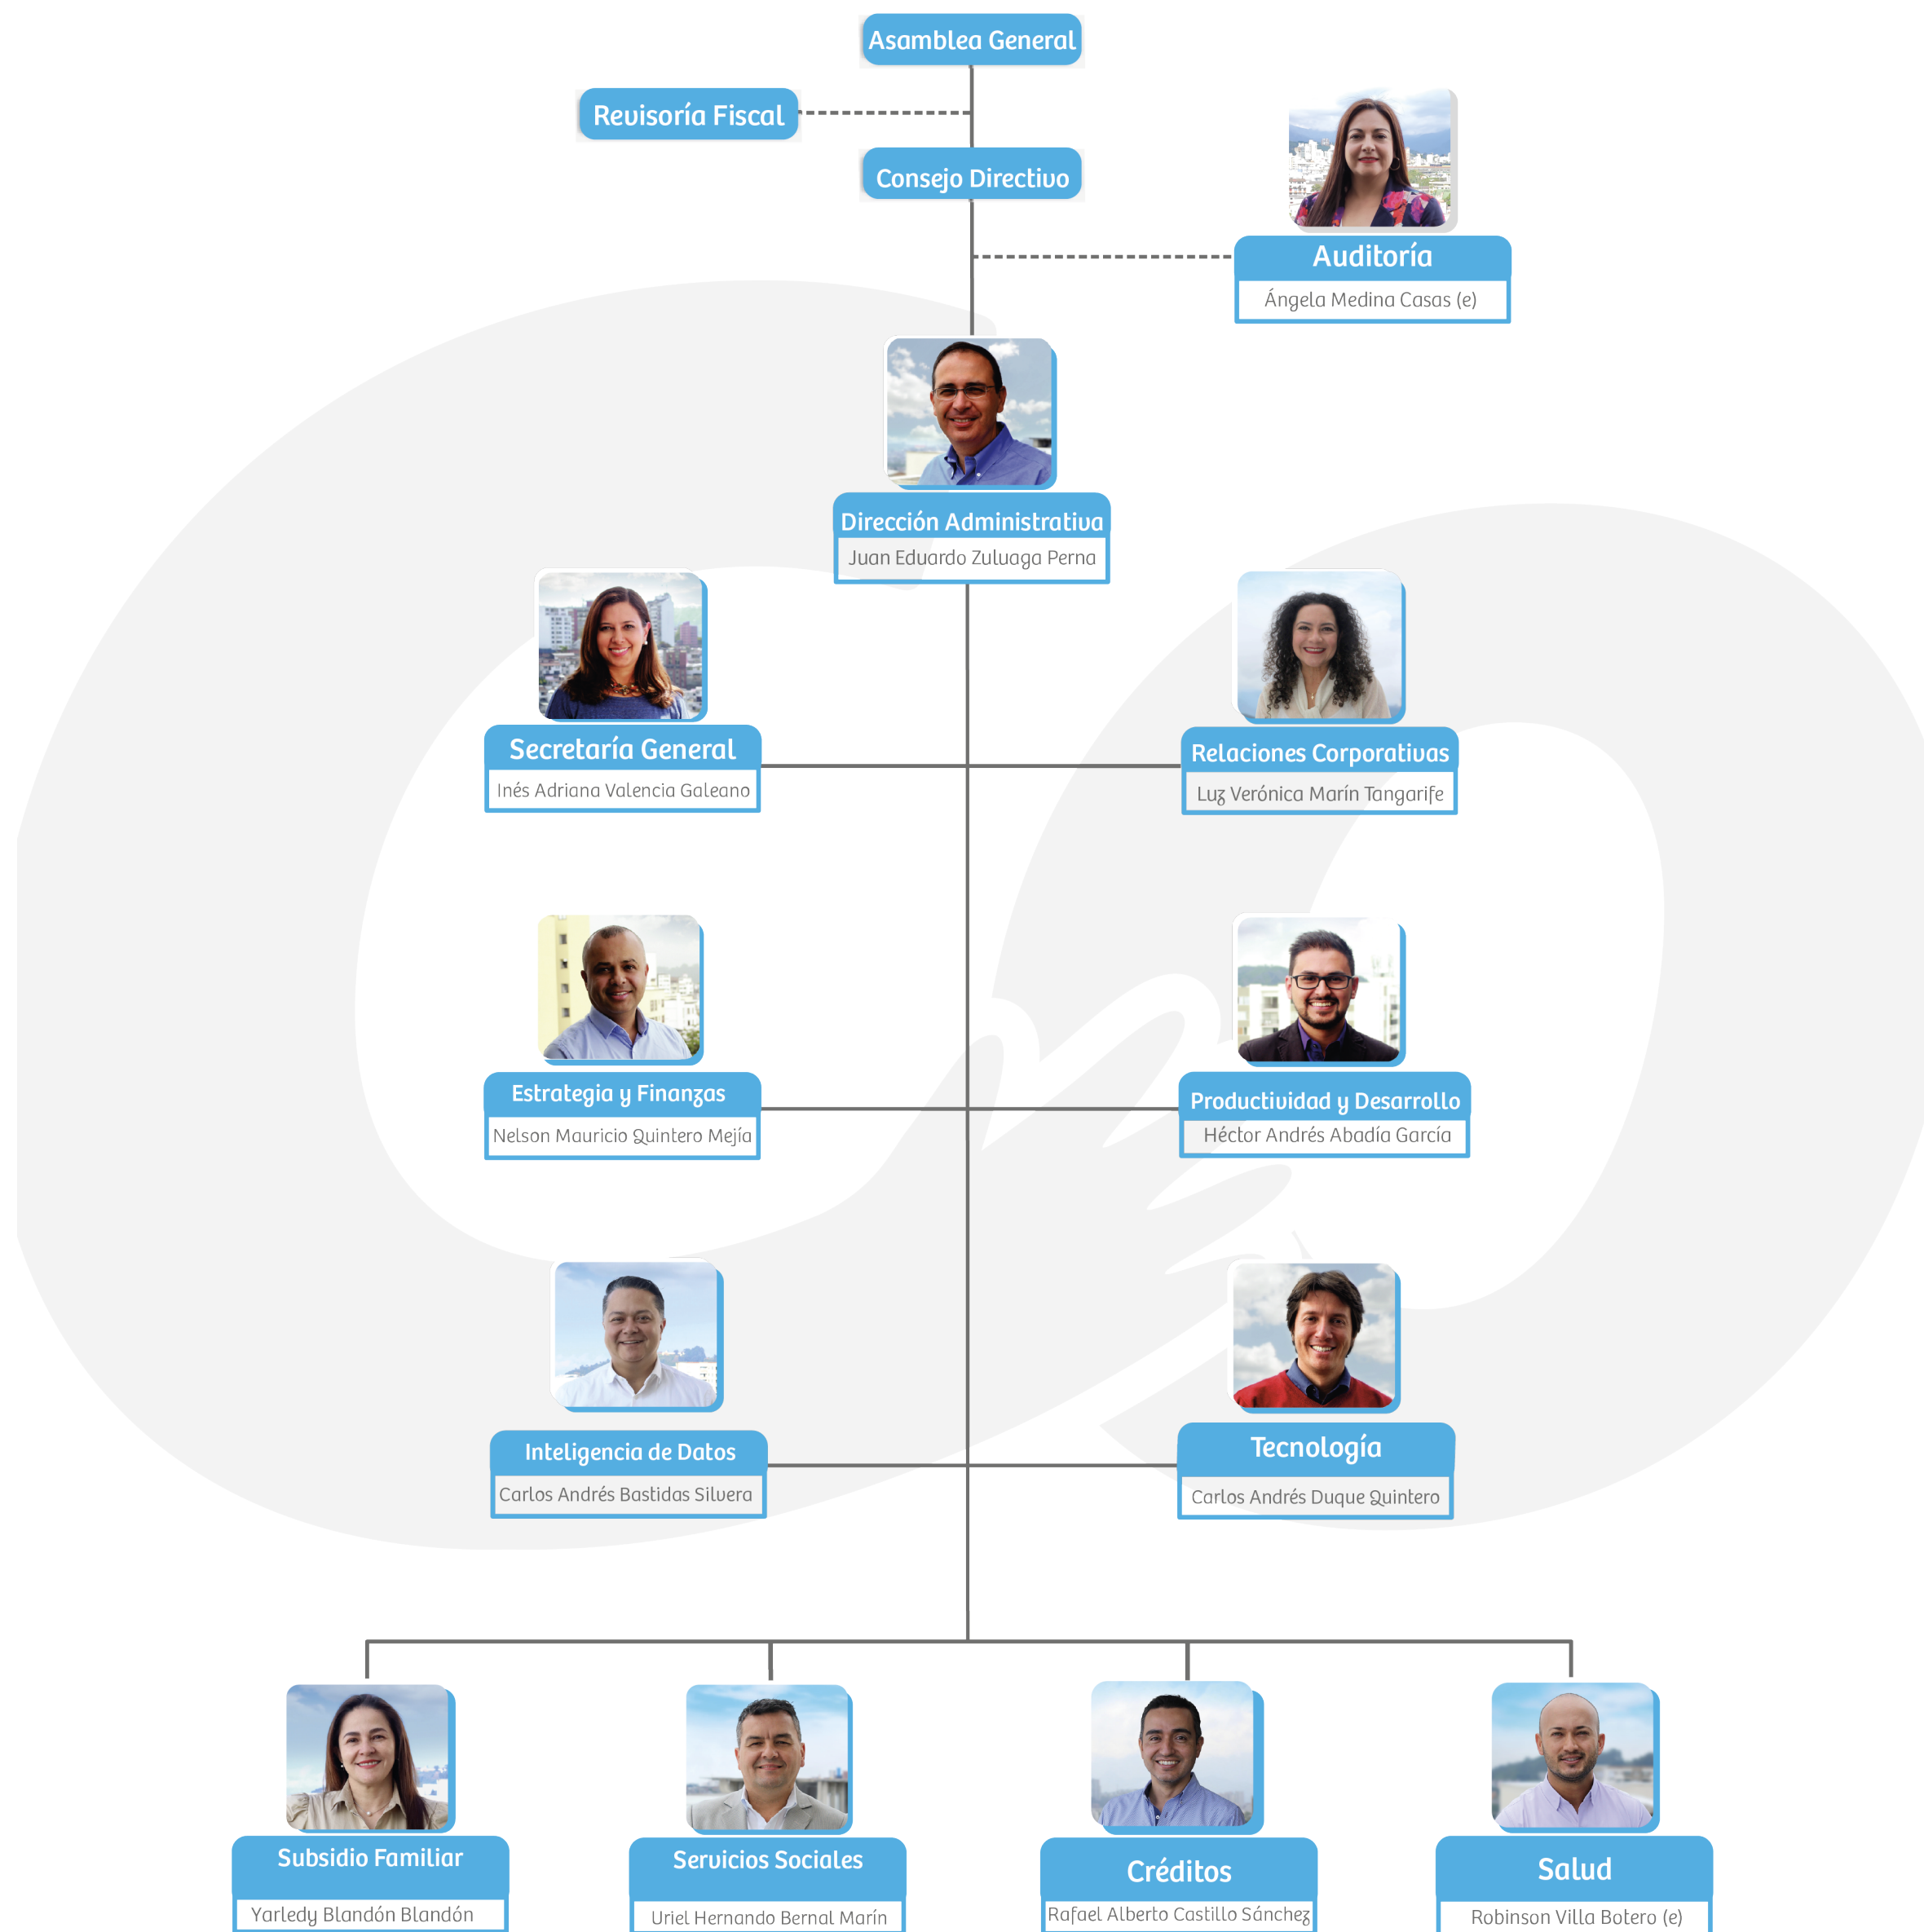 Asamblea General
Revisoría Fiscal
Consejo Directivo
Auditoría
Ángela Medina Casas (e)
Dirección Administrativa
Juan Eduardo Zuluaga Perna
Secretaría General
Inés Adriana Valencia Galeano
Relaciones Corporativas
Luz Verónica Marín Tangarife
Estrategia y Finanzas
Nelson Mauricio Quintero Mejía
Productividad y Desarrollo
Héctor Andrés Abadía García
Inteligencia de Datos
Carlos Andrés Bastidas Silvera
Tecnología
Carlos Andrés Duque Quintero
Subsidio Familiar
Yarledy Blandón Blandón
Servicios Sociales
Uriel Hernando Bernal Marín
Créditos
Rafael Alberto Castillo Sánchez
Salud
Robinson Villa Botero (e)